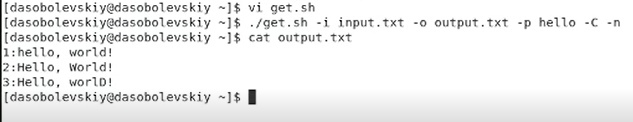 [dasobolevskiy@dasobolevskiy ~]$ vi get.sh
[dasobolevskiy@dasobolevskiy ~]$ ./get.sh -i input.txt -o output.txt -p hello -C -n
[dasobolevskiy@dasobolevskiy ~]$ cat output.txt
1:hello, world!
2:Hello, World!
3:Hello, worlD!
[dasobolevskiy@dasobolevskiy ~]$